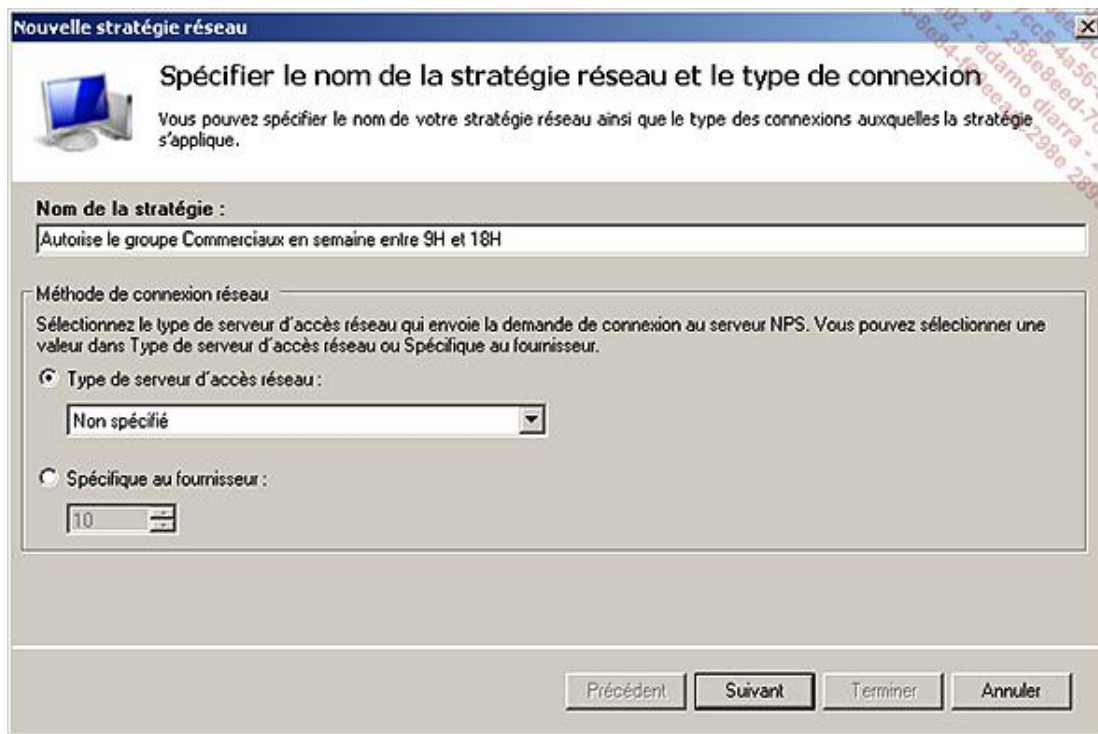 Nouvelle stratégie réseau
Spécifier le nom de la stratégie réseau et le type de connexion
Vous pouvez spécifier le nom de votre stratégie réseau ainsi que le type des connexions auxquelles la stratégie
s'applique.
Nom de la stratégie :
Autorise le groupe Commerciaux en semaine entre 9H et 18H
Méthode de connexion réseau
Sélectionnez le type de serveur d'accès réseau qui envoie la demande de connexion au serveur NPS. Vous pouvez sélectionner une
valeur dans Type de serveur d'accès réseau ou Spécifique au fournisseur.
Type de serveur d'accès réseau :
Non spécifié
Spécifique au fournisseur :
10
Précédent
Suivant
Terminer
Annuler
adamo diarra